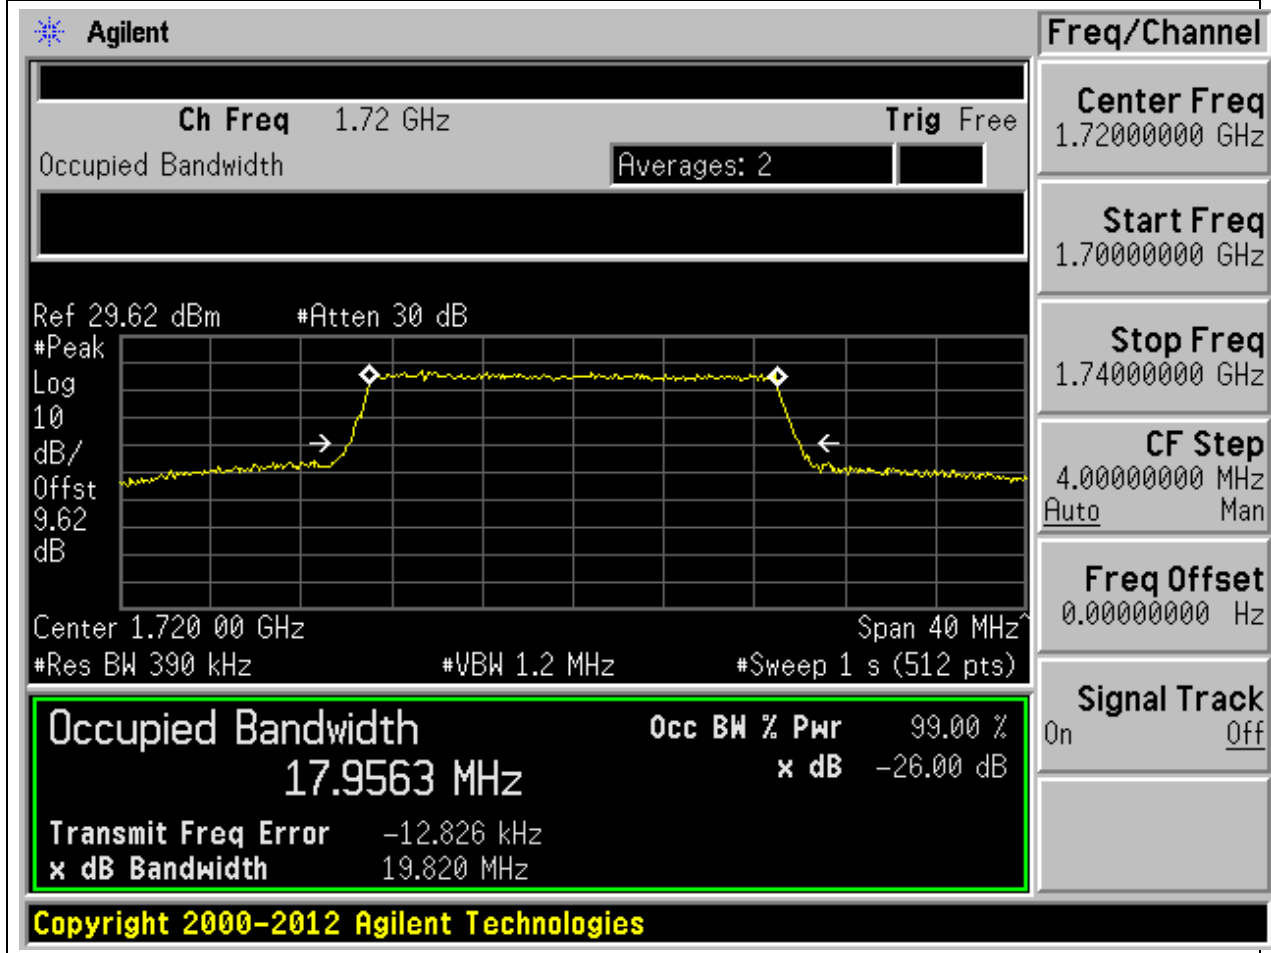 Agilent
Freq/Channel
Ch Freq 1.72 GHz Trig Free
Occupied Bandwidth Averages: 2
Center Freq
1.72000000 GHz
Start Freq
1.70000000 GHz
Stop Freq
1.74000000 GHz
CF Step
4.00000000 MHz
Auto Man
Freq Offset
0.00000000 Hz
Signal Track
On Off
Ref 29.62 dBm #Atten 30 dB
#Peak
Log
10
dB/
Offst
9.62
dB
Center 1.720 00 GHz Span 40 MHz^
#Res BW 390 kHz #VBW 1.2 MHz #Sweep 1 s (512 pts)
Occupied Bandwidth Occ BW % Pwr 99.00 %
17.9563 MHz x dB -26.00 dB
Transmit Freq Error -12.826 kHz
x dB Bandwidth 19.820 MHz
Copyright 2000-2012 Agilent Technologies